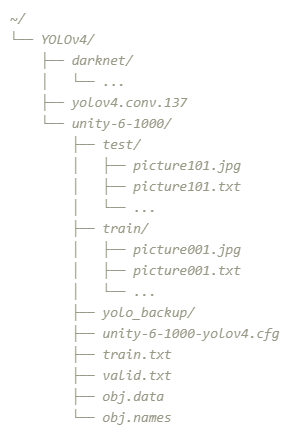 ~/
└── YOLOv4/
    ├── darknet/
    │   └── ...
    ├── yolov4.conv.137
    └── unity-6-1000/
        ├── test/
        │   ├── picture101.jpg
        │   ├── picture101.txt
        │   └── ...
        ├── train/
        │   ├── picture001.jpg
        │   ├── picture001.txt
        │   └── ...
        ├── yolo_backup/
        ├── unity-6-1000-yolov4.cfg
        ├── train.txt
        ├── valid.txt
        ├── obj.data
        └── obj.names